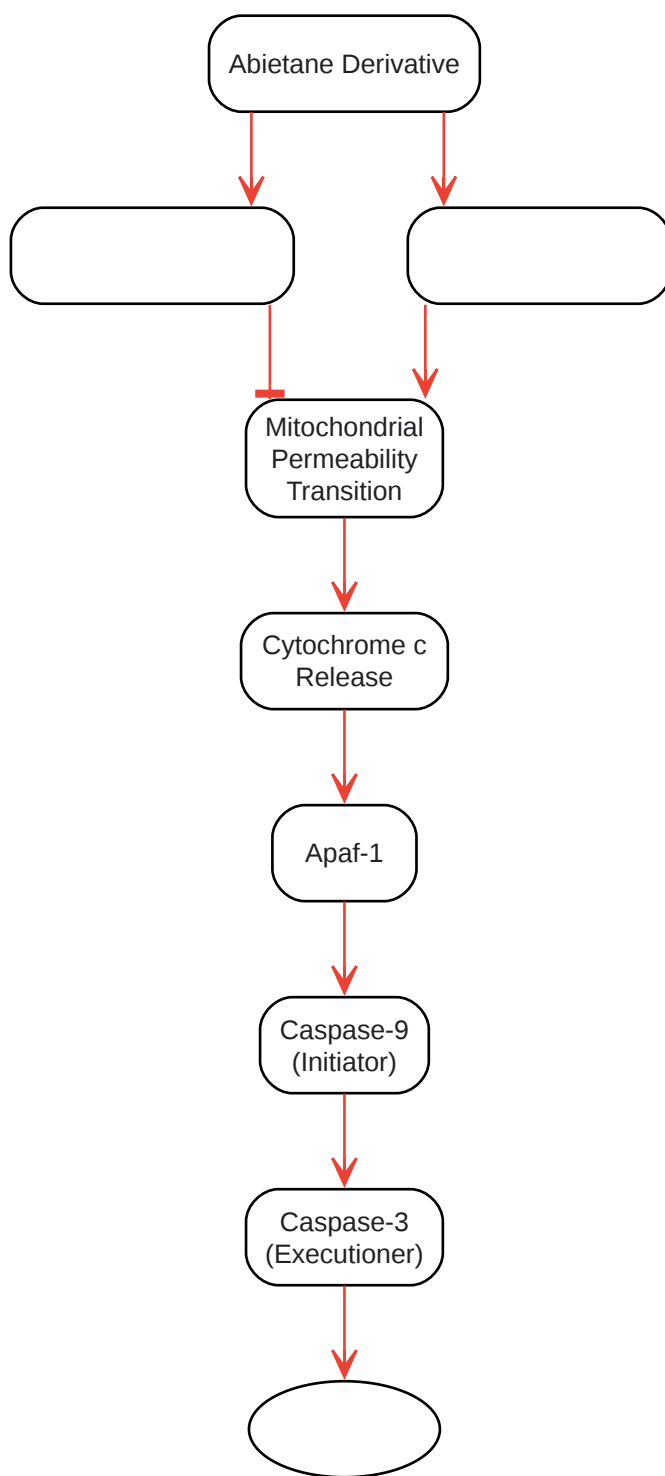 Abietane Derivative
Mitochondrial
Permeability
Transition
Cytochrome c
Release
Apaf-1
Caspase-9
(Initiator)
Caspase-3
(Executioner)